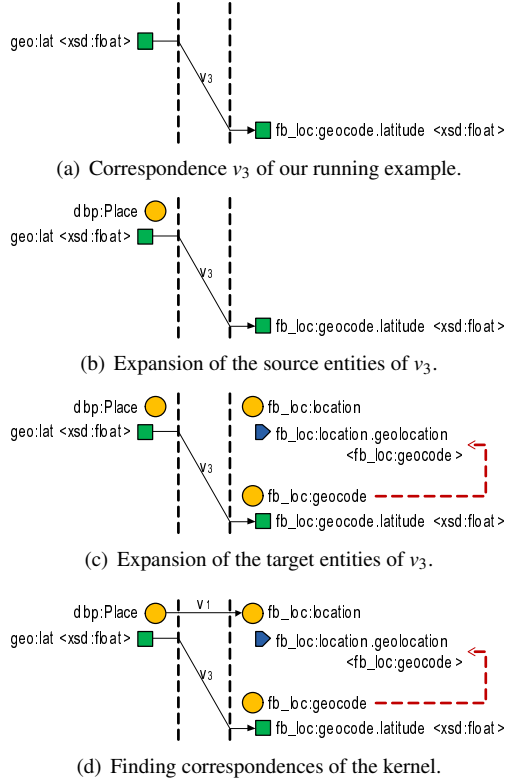 geo:lat <xsd:float>
v3
fb_loc:geocode.latitude <xsd:float>
(a) Correspondence v3 of our running example.
dbp:Place
geo:lat <xsd:float>
v3
fb_loc:geocode.latitude <xsd:float>
(b) Expansion of the source entities of v3.
dbp:Place fb_loc:location
geo:lat <xsd:float> fb_loc:location.geolocation
<fb_loc:geocode>
v3
fb_loc:geocode
fb_loc:geocode.latitude <xsd:float>
(c) Expansion of the target entities of v3.
v1
dbp:Place fb_loc:location
geo:lat <xsd:float> fb_loc:location.geolocation
<fb_loc:geocode>
v3
fb_loc:geocode
fb_loc:geocode.latitude <xsd:float>
(d) Finding correspondences of the kernel.